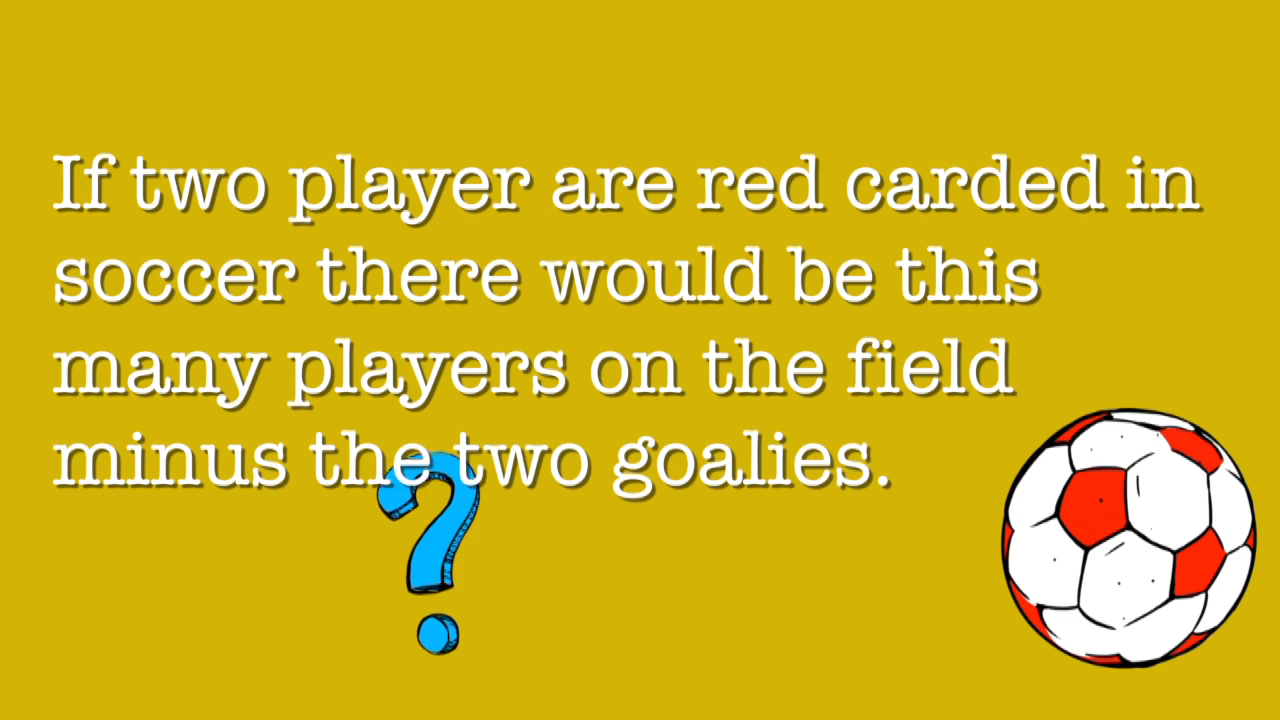 If two player are red carded in
soccer there would be this
many players on the field
minus the two goalies.
?